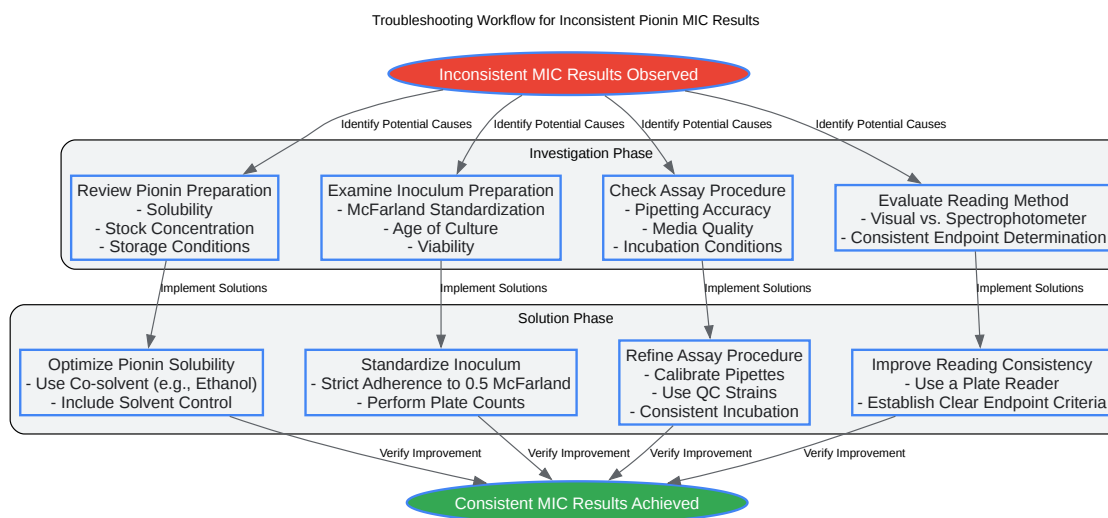 Troubleshooting Workflow for Inconsistent Pionin MIC Results
Inconsistent MIC Results Observed
Identify Potential Causes
Identify Potential Causes
Identify Potential Causes
Identify Potential Causes
Investigation Phase
Review Pionin Preparation
- Solubility
- Stock Concentration
- Storage Conditions
Examine Inoculum Preparation
- McFarland Standardization
- Age of Culture
- Viability
Check Assay Procedure
- Pipetting Accuracy
- Media Quality
- Incubation Conditions
Evaluate Reading Method
- Visual vs. Spectrophotometer
- Consistent Endpoint Determination
Implement Solutions
Implement Solutions
Implement Solutions
Implement Solutions
Solution Phase
Optimize Pionin Solubility
- Use Co-solvent (e.g., Ethanol)
- Include Solvent Control
Standardize Inoculum
- Strict Adherence to 0.5 McFarland
- Perform Plate Counts
Refine Assay Procedure
- Calibrate Pipettes
- Use QC Strains
- Consistent Incubation
Improve Reading Consistency
- Use a Plate Reader
- Establish Clear Endpoint Criteria
Verify Improvement
Verify Improvement
Verify Improvement
Verify Improvement
Consistent MIC Results Achieved